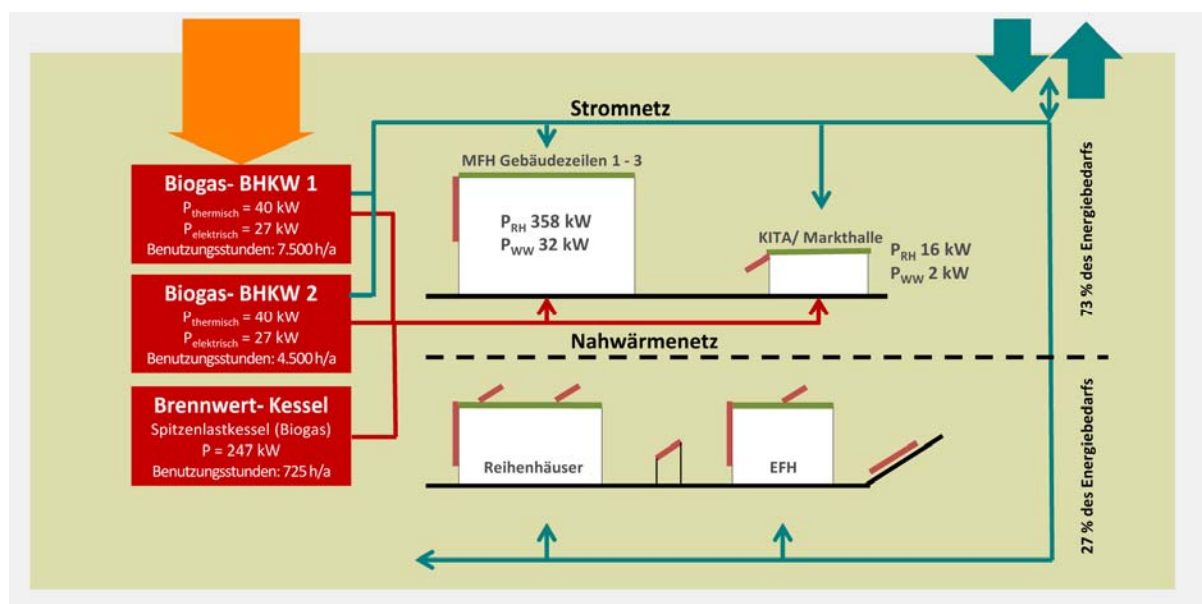 Stromnetz
Biogas- BHKW 1
Pthermisch = 40 kW
Pelektrisch = 27 kW
Benutzungsstunden: 7.500 h/a
MFH Gebäudezeilen 1 - 3
PRH 358 kW
PWW 32 kW
KITA/ Markthalle
PRH 16 kW
PWW 2 kW
73 % des Energiebedarfs
Biogas- BHKW 2
Pthermisch = 40 kW
Pelektrisch = 27 kW
Benutzungsstunden: 4.500 h/a
Nahwärmenetz
Brennwert- Kessel
Spitzenlastkessel (Biogas)
P = 247 kW
Benutzungsstunden: 725 h/a
Reihenhäuser
EFH
27 % des Energiebedarfs